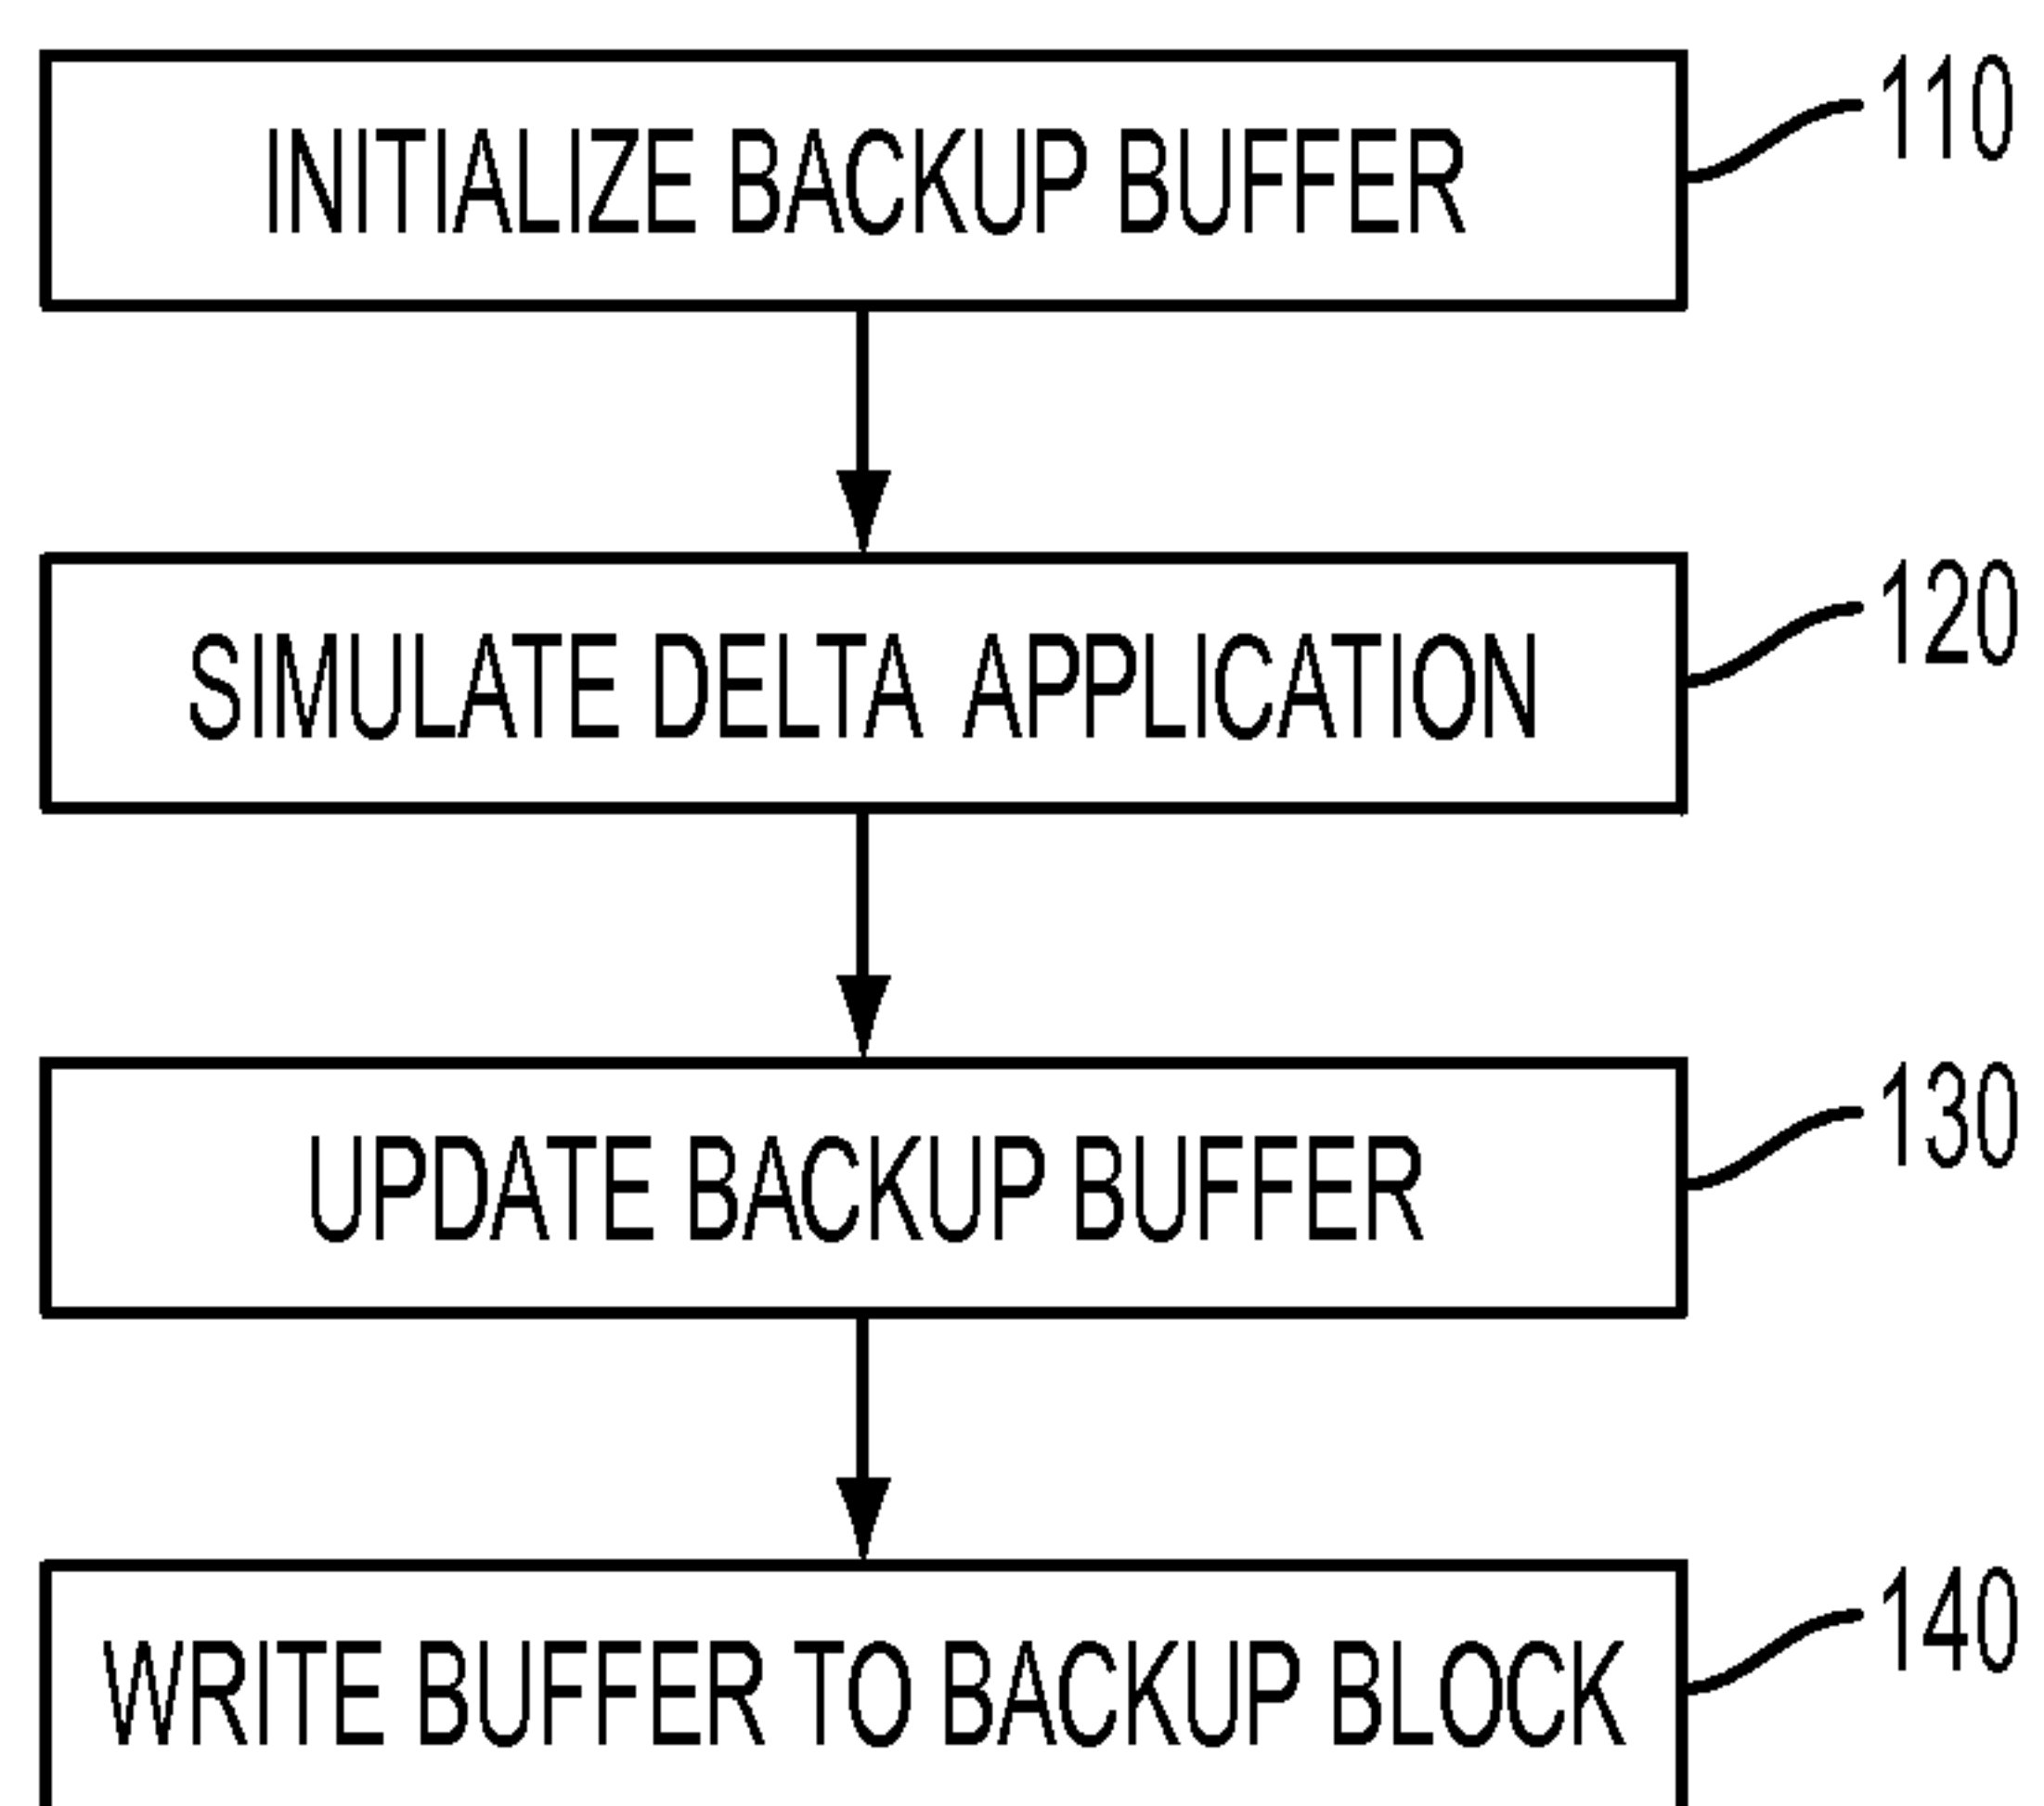 INITIALIZE BACKUP BUFFER
110
SIMULATE DELTA APPLICATION
120
UPDATE BACKUP BUFFER
130
WRITE BUFFER TO BACKUP BLOCK
140